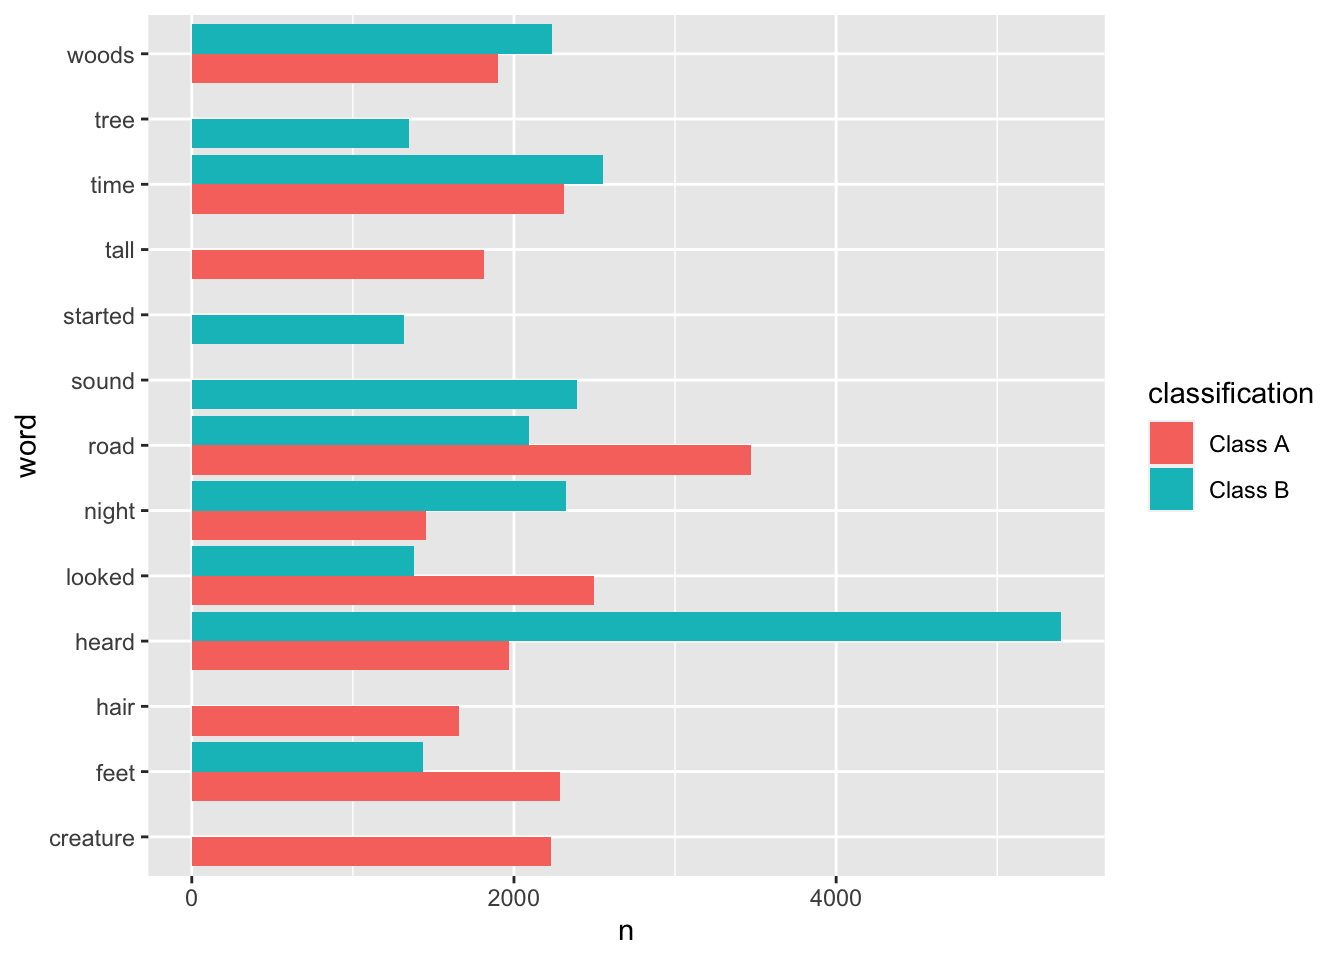 woods
tree
time
tall
started
sound
road
night
looked
heard
hair
feet
creature
word
0 2000 4000
n
classification
Class A
Class B